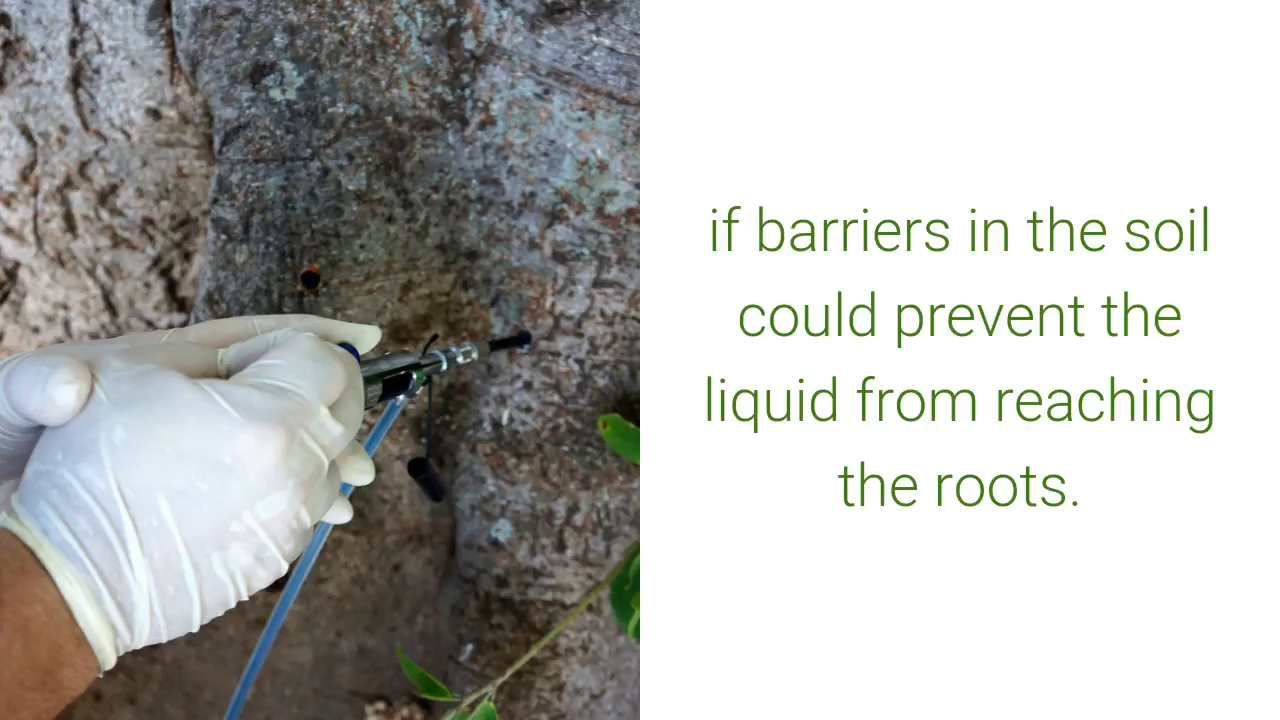 if barriers in the soil
could prevent the
liquid from reaching
the roots.